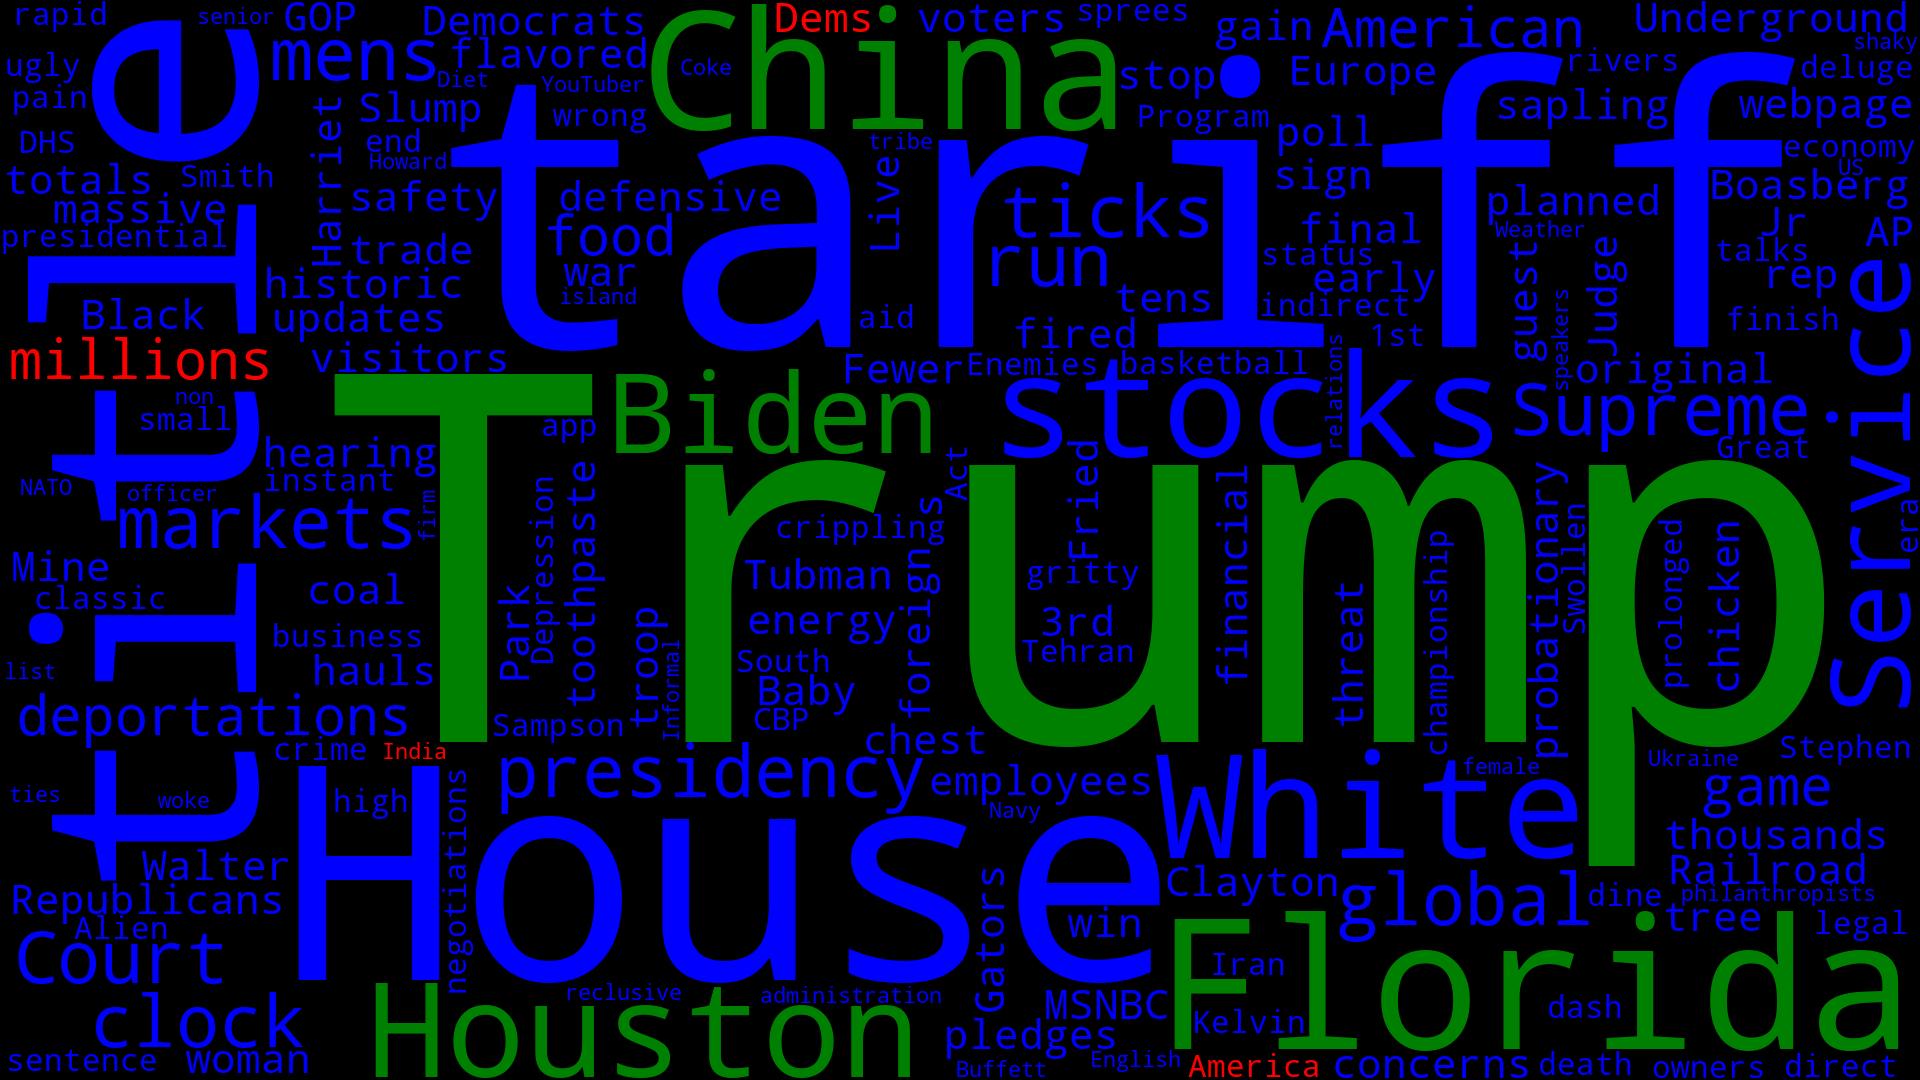 rapid
senior
GOP
Democrats
Dems
voters
sprees
gain
American
Underground
shaky
ugly
mens
flavored
China
Coke
Diet
YouTuber
stop
Europe
rivers
deluge
pain
Slump
wrong
Program
poll
sapling
webpage
DHS
end
Howard
Harriet
tribe
tariff
economy
US
totals
Smith
safety
defensive
Live
ticks
sign
planned
Boasberg
massive
presidential
trade
food
run
final
Weather
Jr
AP
title
historic
war
island
status
early
guest
Judge
talks
rep
Black
updates
aid
tens
indirect
finish
millions
visitors
fired
1st
speakers
Service
Fewer
Enemies
basketball
relations
original
non
small
app
Biden
stocks
Supreme
Great
hearing
instant
NATO
officer
firm
Trump
Act
Fried
era
markets
crippling
financial
championship
probationary
Swollen
prolonged
chicken
Mine
classic
coal
Park
Depression
toothpaste
Tubman
foreigns
gritty
threat
business
troop
Informal
energy
3rd
list
hauls
South
Tehran
Baby
deportations
Sampson
CBP
chest
crime
India
Ukraine
Stephen
ties
woke
high
presidency
employees
female
game
negotiations
Navy
White
thousands
Walter
House
Railroad
Republicans
Clayton
global
dine
philanthropists
Alien
Gators
win
tree
legal
Court
Iran
Florida
reclusive
administration
MSNBC
Kelvin
dash
clock
Houston
pledges
sentence
woman
Buffett
English
America
concerns
death
owners
direct